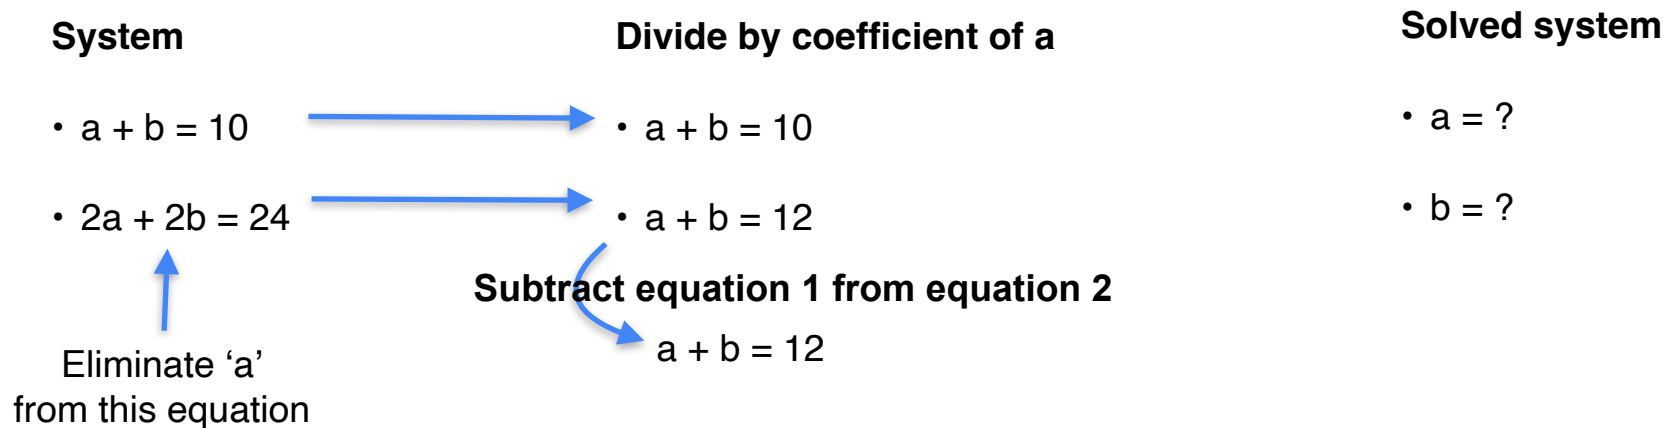 System
• a + b = 10
• 2a + 2b = 24
Eliminate ‘a’
from this equation
Divide by coefficient of a
• a + b = 10
• a + b = 12
Subtract equation 1 from equation 2
a + b = 12
Solved system
• a = ?
• b = ?